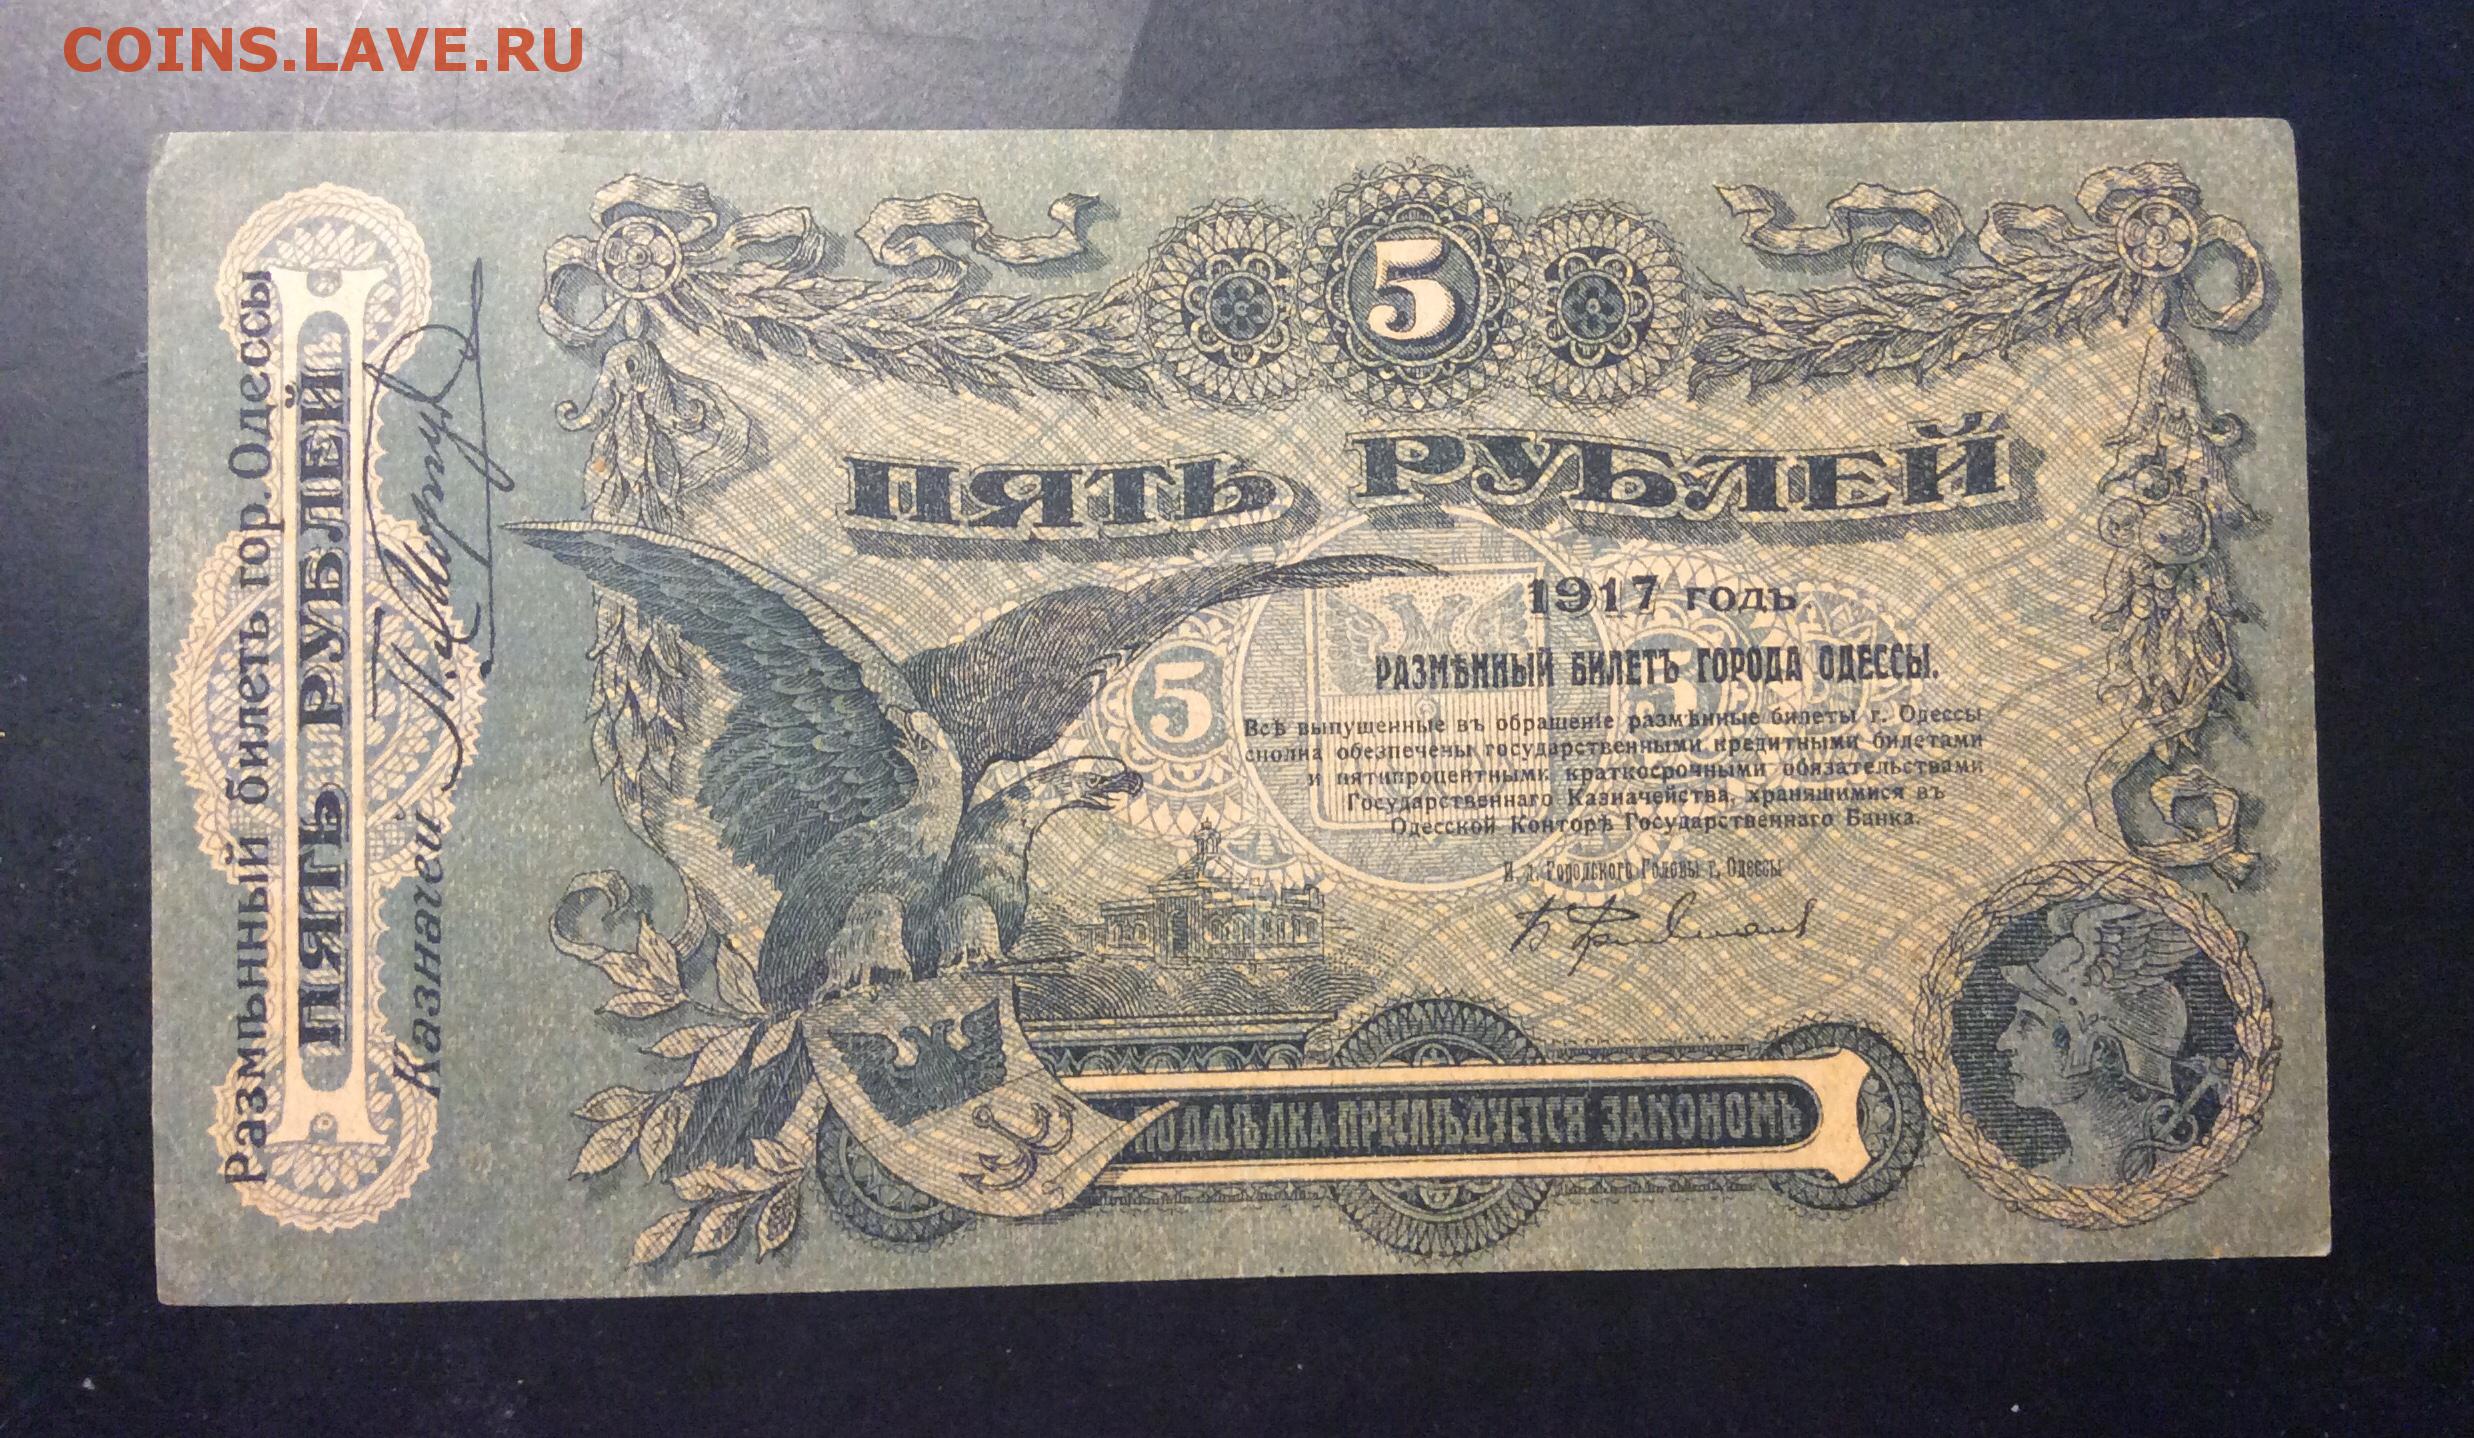 COINS.LAVE.RU
Размѣнный билетъ гор. Одессы
ПЯТЬ РУБЛЕЙ
Казначей
5
ПЯТЬ РУБЛЕЙ
1917 годъ.
РАЗМѢННЫЙ БИЛЕТЪ ГОРОДА ОДЕССЫ.
5 5
Всѣ выпущенные въ обращеніе размѣнные билеты г. Одессы
сполна обезпечены государственными кредитными билетами
и пятипроцентными краткосрочными обязательствами
Государственнаго Казначейства, хранящимися въ
Одесской Конторѣ Государственнаго Банка.
И. д. Городского Головы г. Одессы
ПОДДѢЛКА ПРЕСЛѢДУЕТСЯ ЗАКОНОМЪ